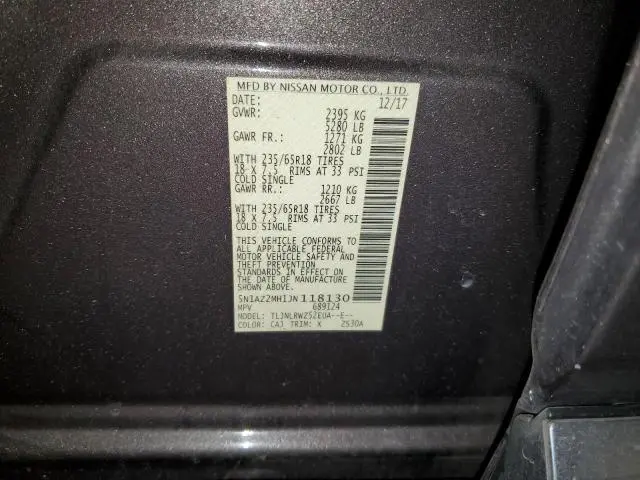 MFD BY NISSAN MOTOR CO., LTD.
DATE: 12/17
GVWR: 2395 KG
5280 LB
GAWR FR.: 1271 KG
2802 LB
WITH 235/65R18 TIRES
18 X 7.5 RIMS AT 33 PSI
COLD SINGLE
GAWR RR.: 1210 KG
2667 LB
WITH 235/65R18 TIRES
18 X 7.5 RIMS AT 33 PSI
COLD SINGLE
THIS VEHICLE CONFORMS TO
ALL APPLICABLE FEDERAL
MOTOR VEHICLE SAFETY AND
THEFT PREVENTION
STANDARDS IN EFFECT ON
THE DATE OF MANUFACTURE
SHOWN ABOVE.
5N1AZ2MH1JN118130
MPV 689124
MODEL: TLJNLRWZ52EUA--E--
COLOR: CAJ TRIM: X Z530A